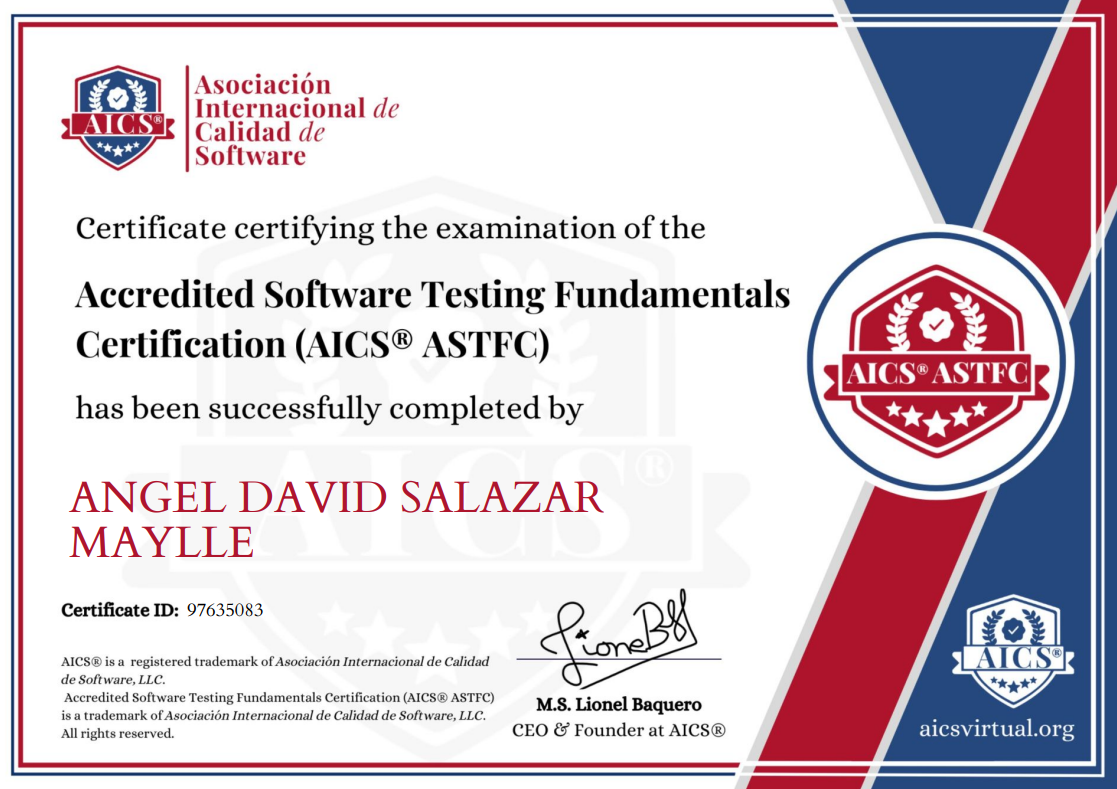 AICS®
Asociación
Internacional de
Calidad de
Software
Certificate certifying the examination of the
Accredited Software Testing Fundamentals
Certification (AICS® ASTFC)
has been successfully completed by
AICS® ASTFC
AICS®
ANGEL DAVID SALAZAR
MAYLLE
Certificate ID: 97635083
AICS® is a registered trademark of Asociación Internacional de Calidad
de Software, LLC.
Accredited Software Testing Fundamentals Certification (AICS® ASTFC)
is a trademark of Asociación Internacional de Calidad de Software, LLC.
All rights reserved.
M.S. Lionel Baquero
CEO & Founder at AICS®
AICS®
aicsvirtual.org